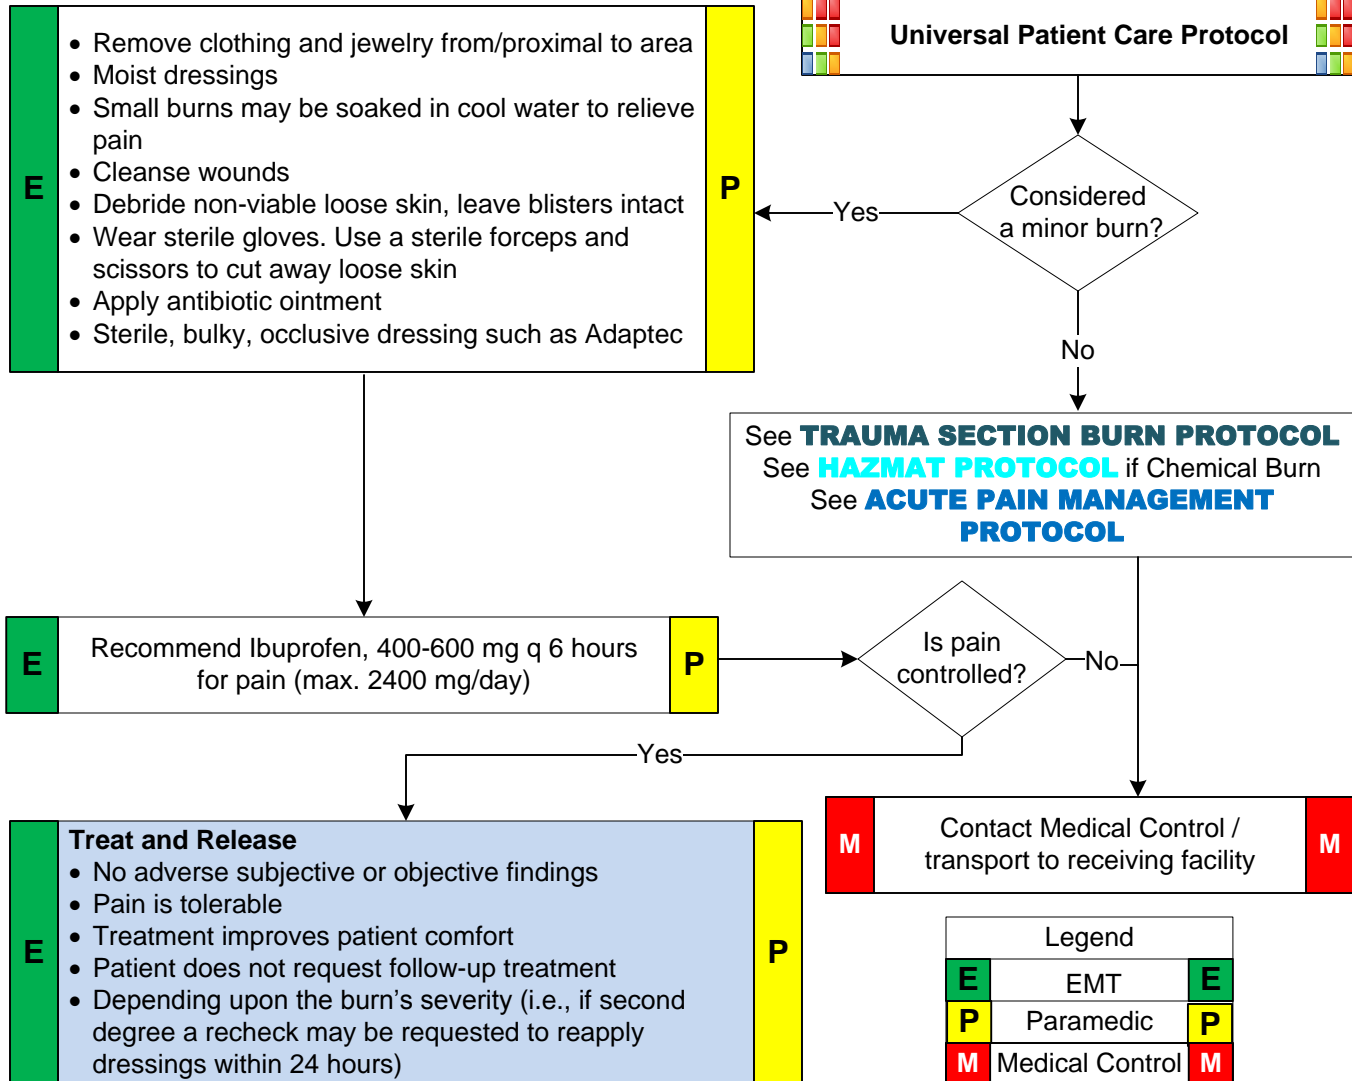 Universal Patient Care Protocol
Considered
a minor burn?
Yes
No
E
• Remove clothing and jewelry from/proximal to area
• Moist dressings
• Small burns may be soaked in cool water to relieve
pain
• Cleanse wounds
• Debride non-viable loose skin, leave blisters intact
• Wear sterile gloves. Use a sterile forceps and
scissors to cut away loose skin
• Apply antibiotic ointment
• Sterile, bulky, occlusive dressing such as Adaptec
P
See TRAUMA SECTION BURN PROTOCOL
See HAZMAT PROTOCOL if Chemical Burn
See ACUTE PAIN MANAGEMENT
PROTOCOL
E
Recommend Ibuprofen, 400-600 mg q 6 hours
for pain (max. 2400 mg/day)
P
Is pain
controlled?
No
Yes
E
Treat and Release
• No adverse subjective or objective findings
• Pain is tolerable
• Treatment improves patient comfort
• Patient does not request follow-up treatment
• Depending upon the burn's severity (i.e., if second
degree a recheck may be requested to reapply
dressings within 24 hours)
P
M
Contact Medical Control /
transport to receiving facility
M
Legend
E EMT E
P Paramedic P
M Medical Control M